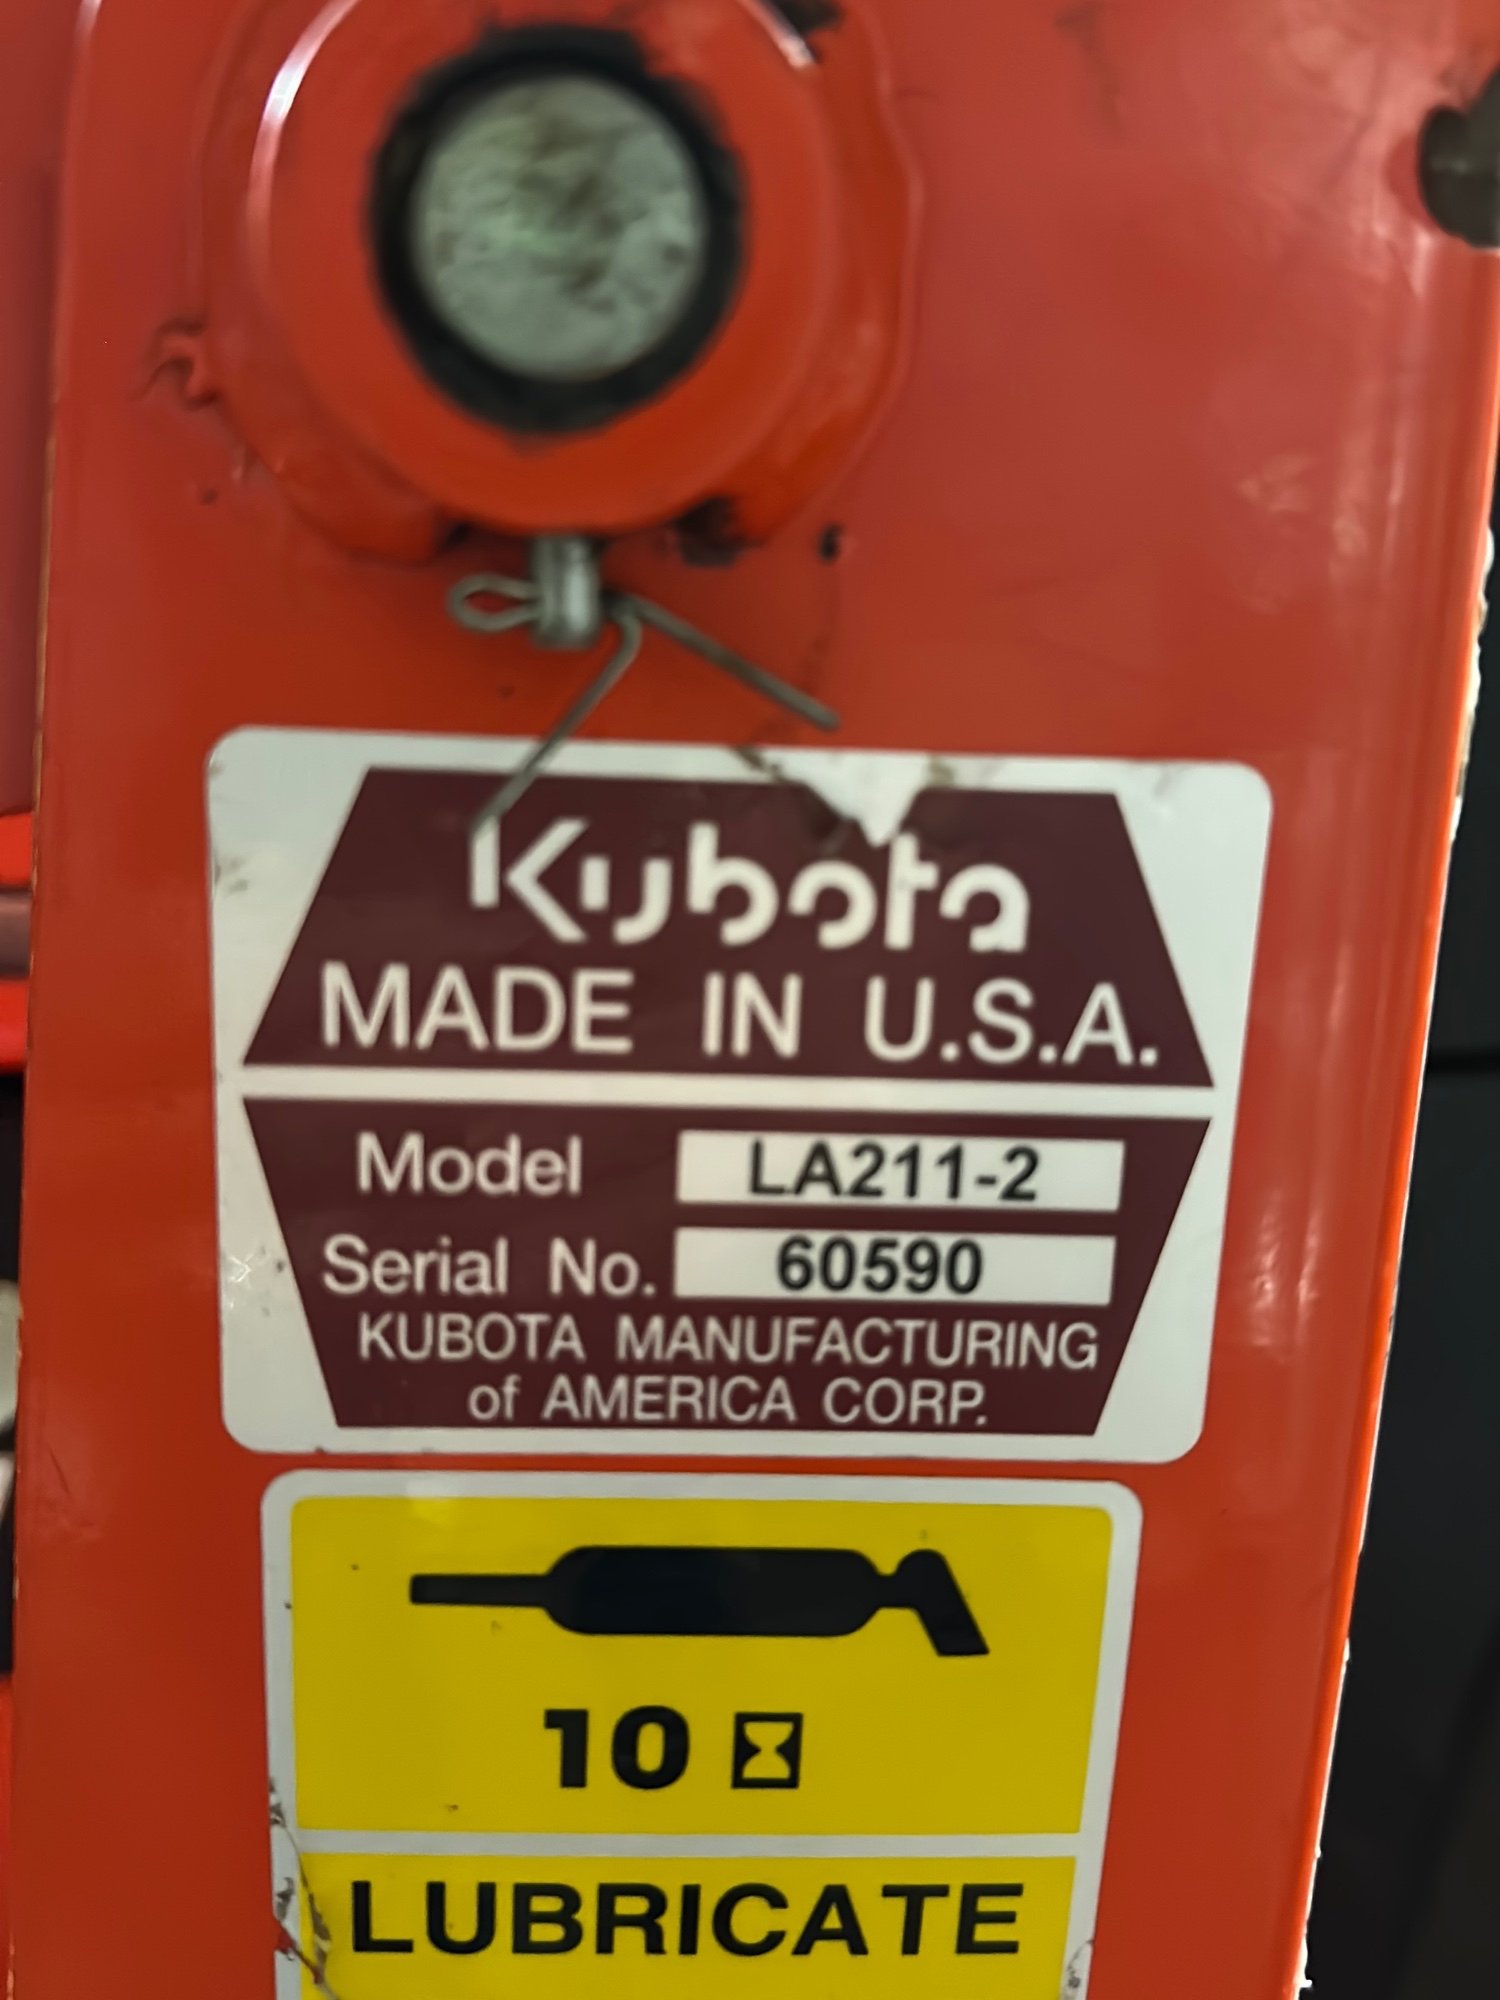 Kubota
MADE IN U.S.A.
Model LA211-2
Serial No. 60590
KUBOTA MANUFACTURING
of AMERICA CORP.
10
LUBRICATE